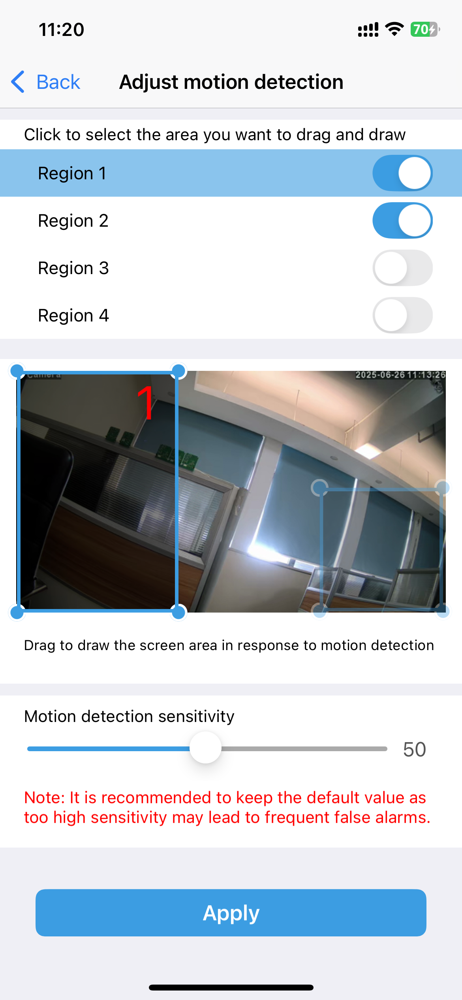 11:20
70
Back
Adjust motion detection
Click to select the area you want to drag and draw
Region 1
Region 2
Region 3
Region 4
Camera
2025-06-26 11:13:26
1
Drag to draw the screen area in response to motion detection
Motion detection sensitivity
50
Note: It is recommended to keep the default value as
too high sensitivity may lead to frequent false alarms.
Apply